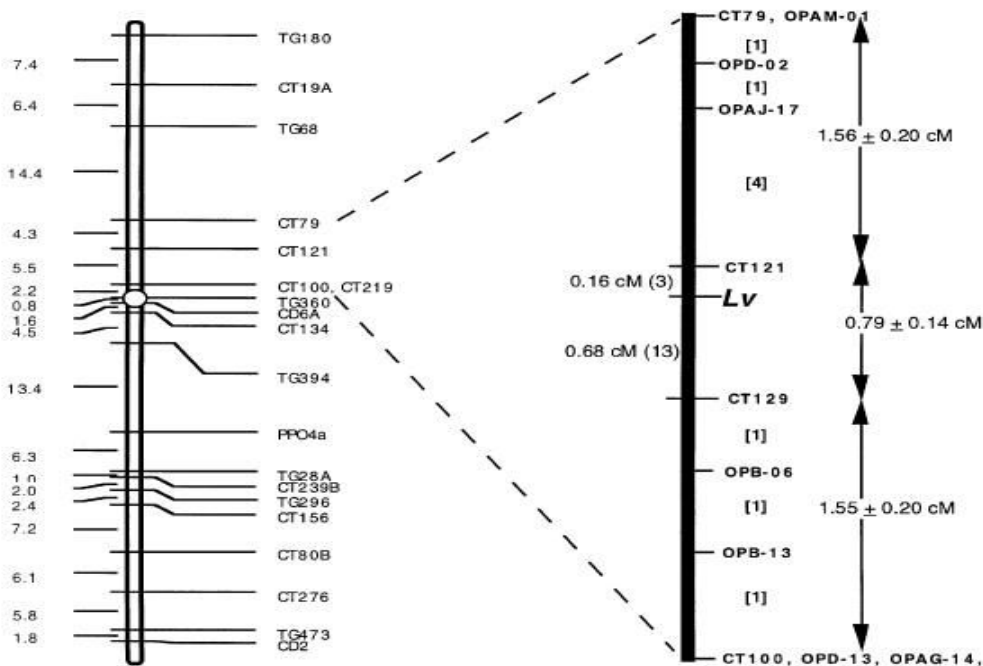 TG180
7.4
CT19A
6.4
TG68
14.4
CT79
4.3
CT121
5.5
CT100, CT219
2.2
TG360
0.8
CD6A
1.6
CT134
4.5
TG394
13.4
PPO4a
6.3
TG28A
1.0
CT239B
2.0
TG296
2.4
CT156
7.2
CT80B
6.1
CT276
5.8
TG473
1.8
CD2
CT79, OPAM-01
[1]
OPD-02
[1]
OPAJ-17
1.56 ± 0.20 cM
[4]
CT121
0.16 cM (3)
Lv
0.79 ± 0.14 cM
0.68 cM (13)
CT129
[1]
OPB-06
[1]
1.55 ± 0.20 cM
OPB-13
[1]
CT100, OPD-13, OPAG-14,